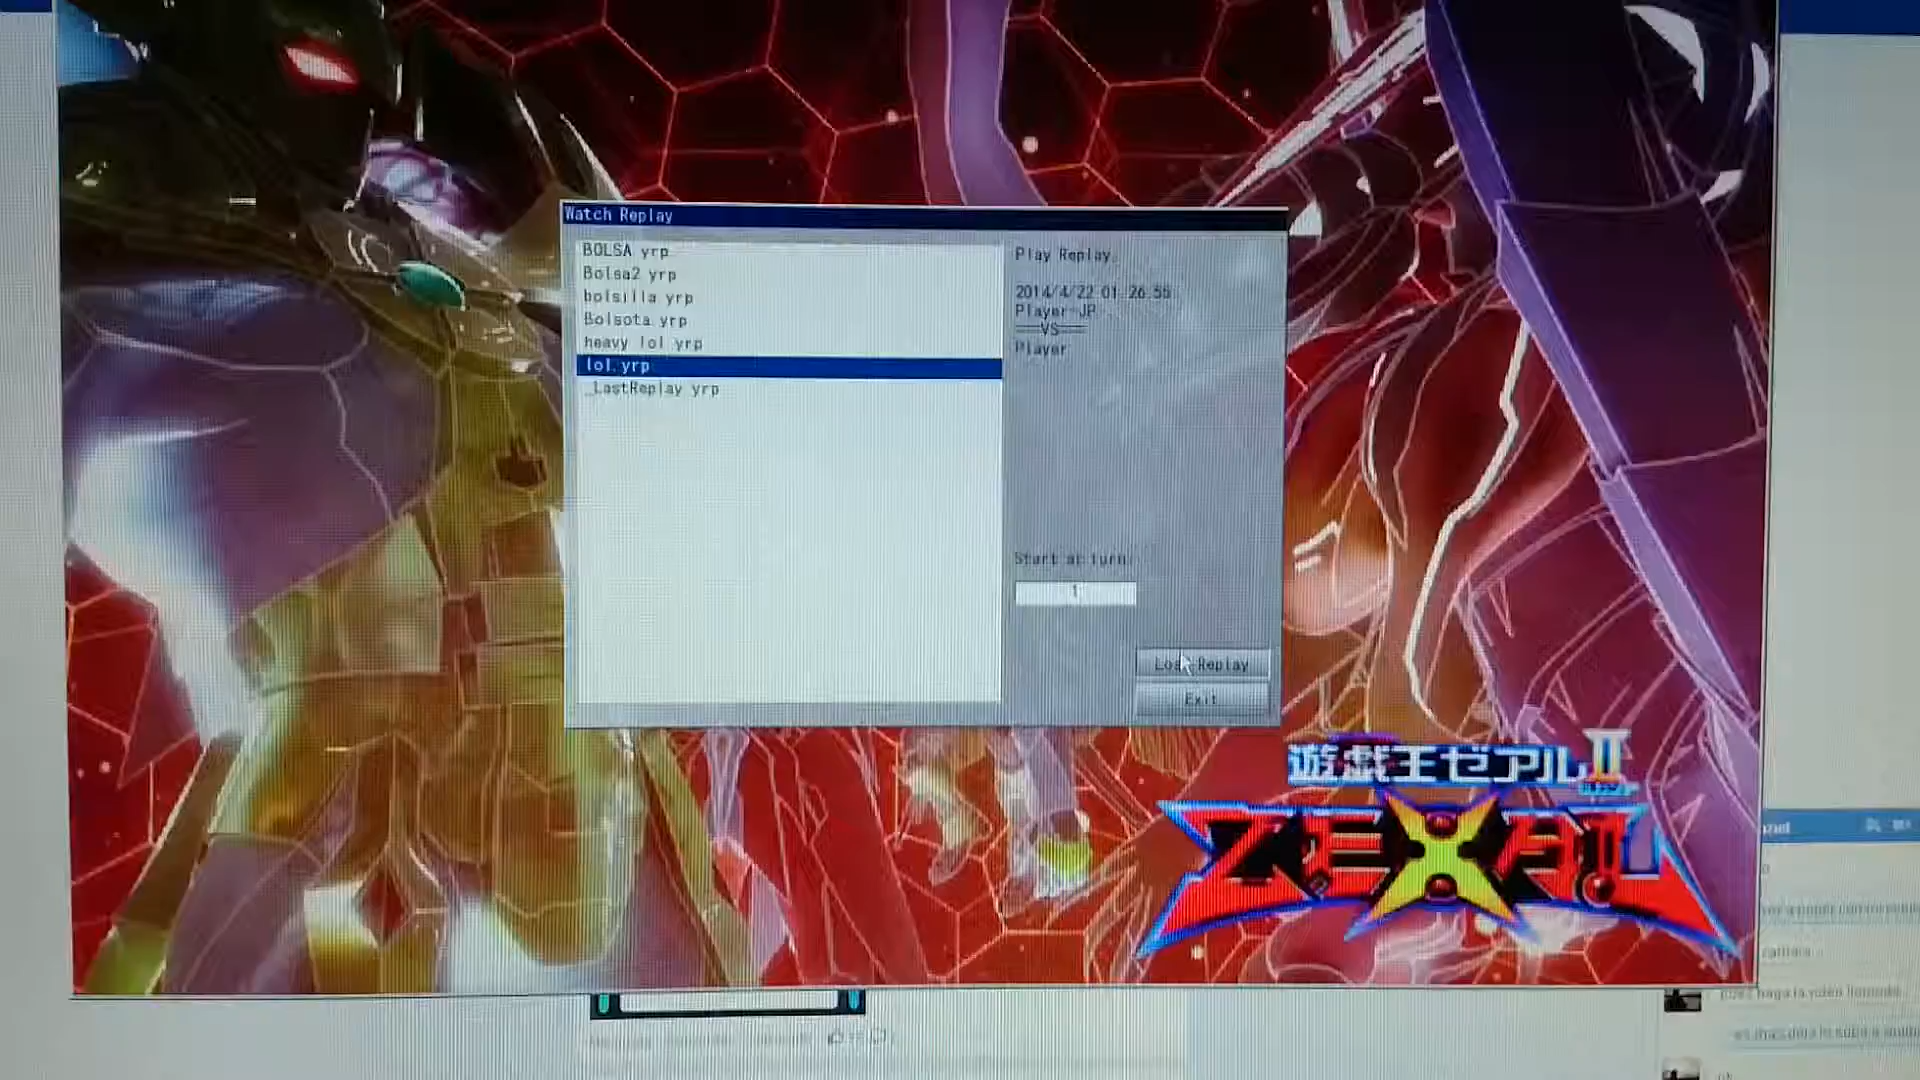 Watch Replay
BOLSA.yrp
Bolsa2.yrp
bolsilla.yrp
Bolsota.yrp
heavy lol.yrp
lol.yrp
_LastReplay.yrp
Play Replay
2014/4/22 01:26:55
Player-JP
===VS===
Player
Start at turn:
1
Replay
Exit
遊戯王ゼアルII
ZEXAL